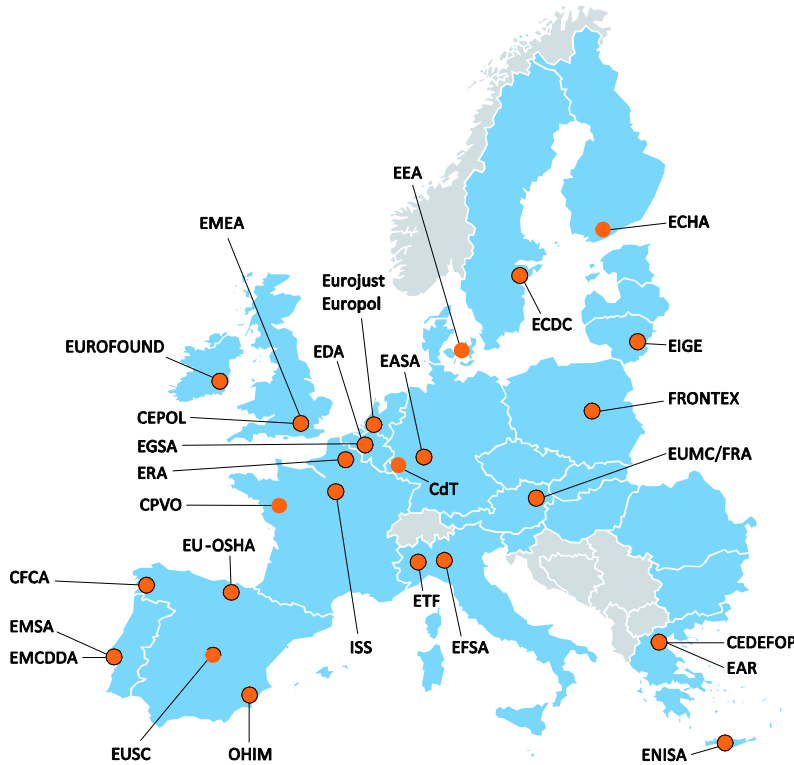 EEA
EMEA
ECHA
Eurojust
Europol
ECDC
EUROFOUND
EDA
EASA
EIGE
FRONTEX
CEPOL
EGSA
EUMC/FRA
ERA
CdT
CPVO
EU-OSHA
CFCA
ETF
EMSA
ISS
EFSA
CEDEFOP
EMCDDA
EAR
EUSC
OHIM
ENISA